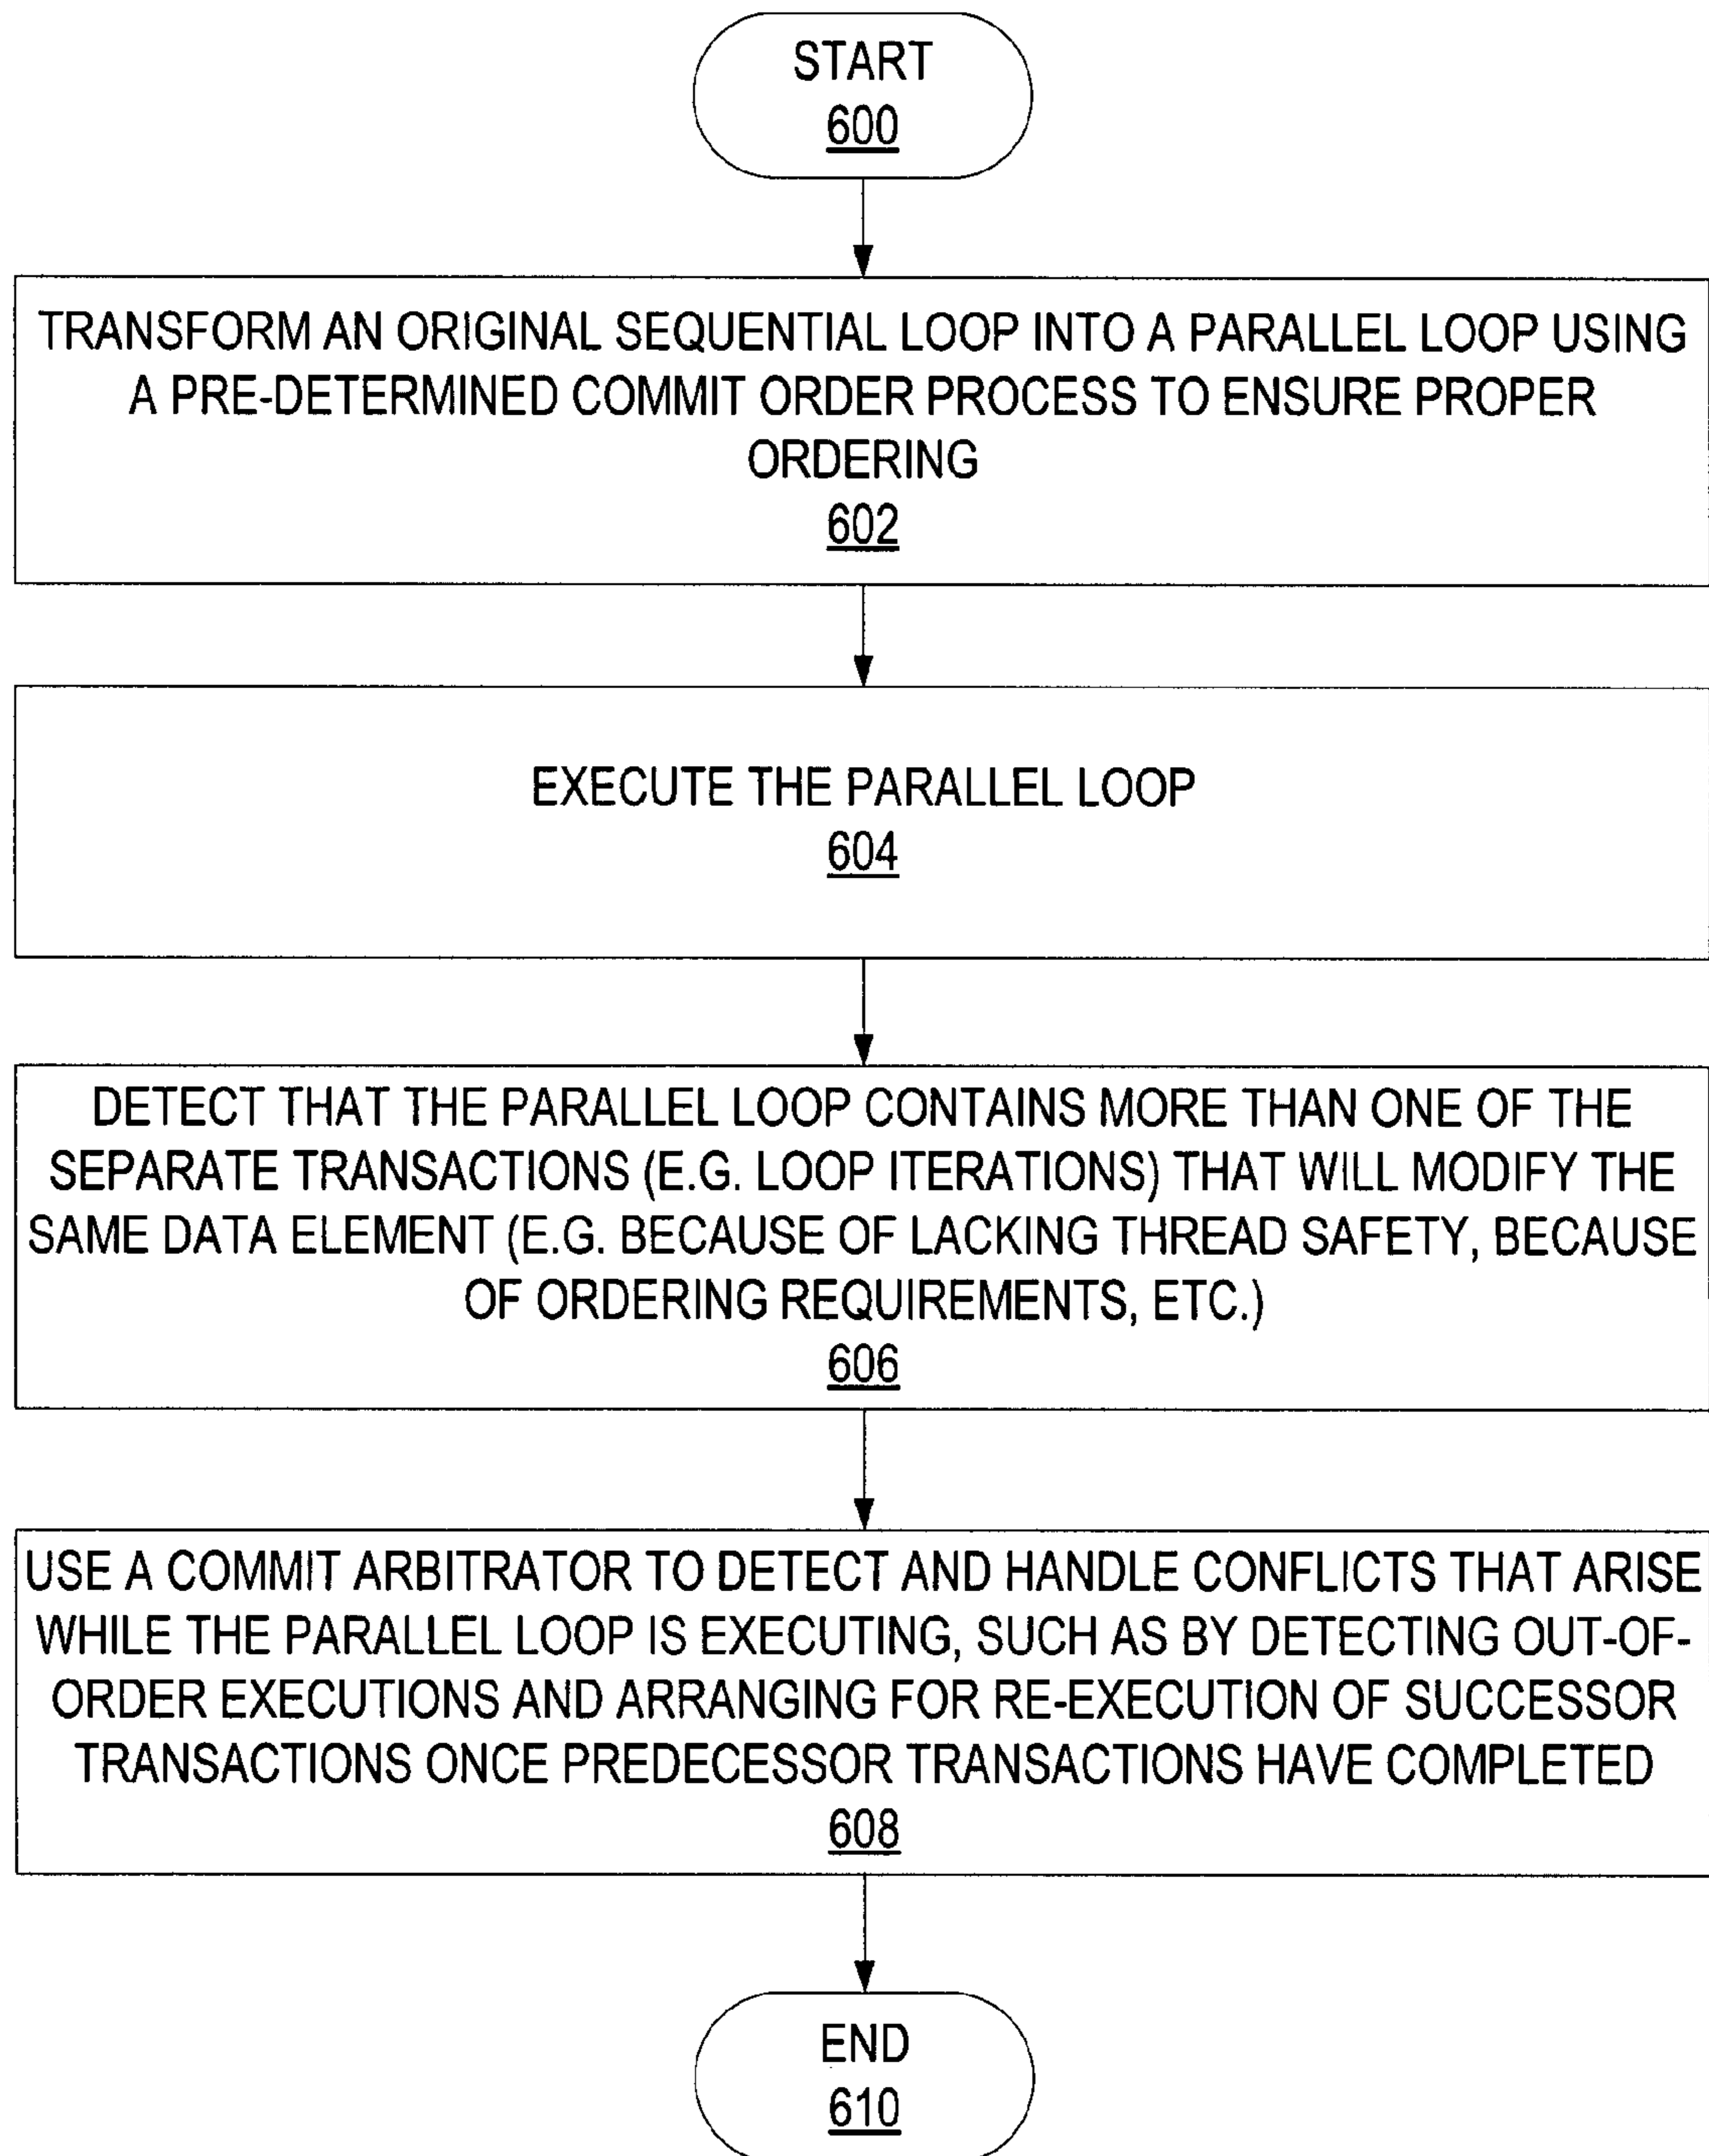 START
600
TRANSFORM AN ORIGINAL SEQUENTIAL LOOP INTO A PARALLEL LOOP USING
A PRE-DETERMINED COMMIT ORDER PROCESS TO ENSURE PROPER
ORDERING
602
EXECUTE THE PARALLEL LOOP
604
DETECT THAT THE PARALLEL LOOP CONTAINS MORE THAN ONE OF THE
SEPARATE TRANSACTIONS (E.G. LOOP ITERATIONS) THAT WILL MODIFY THE
SAME DATA ELEMENT (E.G. BECAUSE OF LACKING THREAD SAFETY, BECAUSE
OF ORDERING REQUIREMENTS, ETC.)
606
USE A COMMIT ARBITRATOR TO DETECT AND HANDLE CONFLICTS THAT ARISE
WHILE THE PARALLEL LOOP IS EXECUTING, SUCH AS BY DETECTING OUT-OF-
ORDER EXECUTIONS AND ARRANGING FOR RE-EXECUTION OF SUCCESSOR
TRANSACTIONS ONCE PREDECESSOR TRANSACTIONS HAVE COMPLETED
608
END
610